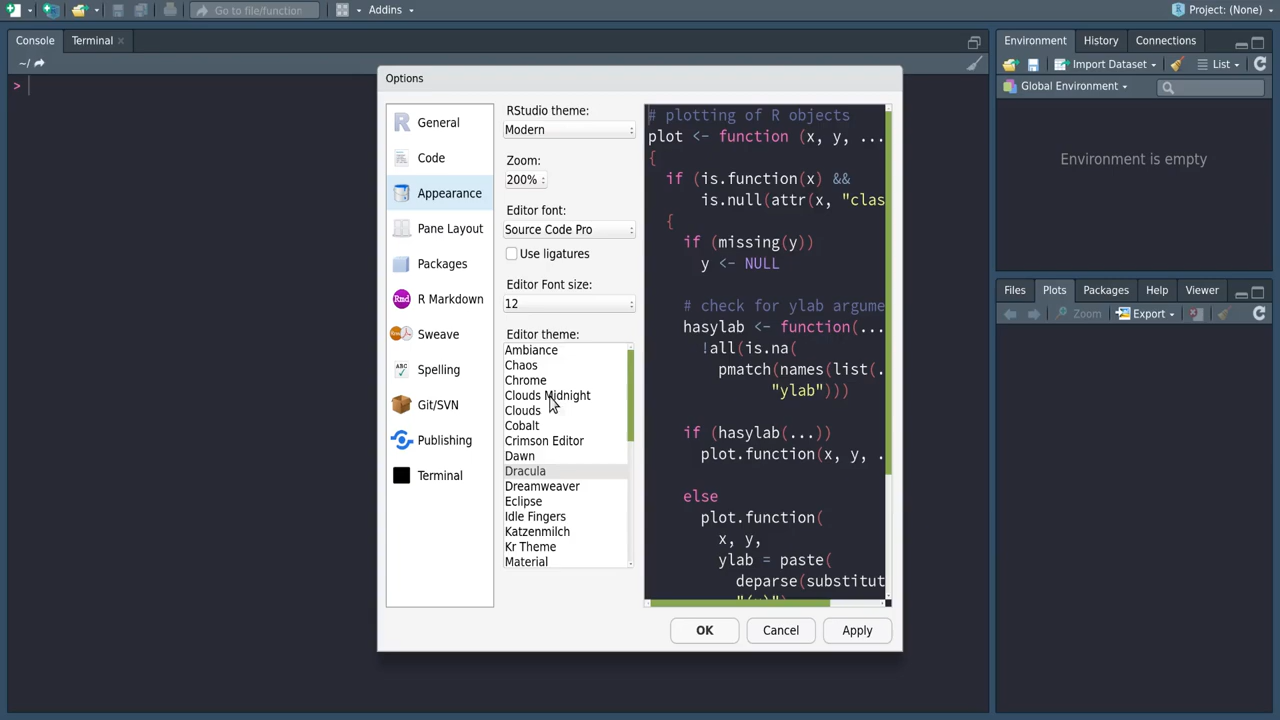 Go to file/function
Addins
Project: (None)
Console
Terminal
~/
>
Environment
History
Connections
Import Dataset
List
Global Environment
Environment is empty
Files
Plots
Packages
Help
Viewer
Zoom
Export
Options
General
Code
Appearance
Pane Layout
Packages
Rmd
R Markdown
Sweave
ABC
Spelling
Git/SVN
Publishing
Terminal
RStudio theme:
Modern
Zoom:
200%
Editor font:
Source Code Pro
Use ligatures
Editor Font size:
12
Editor theme:
Ambiance
Chaos
Chrome
Clouds Midnight
Clouds
Cobalt
Crimson Editor
Dawn
Dracula
Dreamweaver
Eclipse
Idle Fingers
Katzenmilch
Kr Theme
Material
# plotting of R objects
plot <- function (x, y, ...
{
if (is.function(x) &&
is.null(attr(x, "clas
{
if (missing(y))
y <- NULL
# check for ylab argume
hasylab <- function(...
!all(is.na(
pmatch(names(list(.
"ylab")))
if (hasylab(...))
plot.function(x, y, .
else
plot.function(
x, y,
ylab = paste(
deparse(substitut
"(x)")
OK
Cancel
Apply